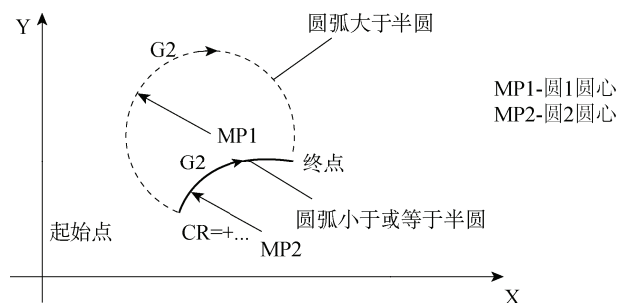 Y
圆弧大于半圆
G2
MP1-圆1圆心
MP2-圆2圆心
MP1
G2
终点
圆弧小于或等于半圆
起始点
CR=+...
MP2
X